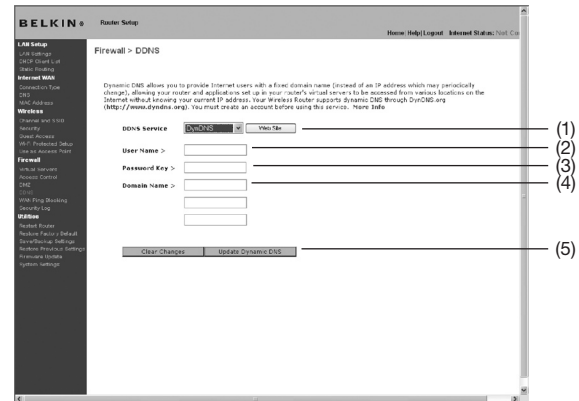 BELKIN® Router Setup
Home|Help|Logout Internet Status: Not Con
LAN Setup
LAN Settings
DHCP Client List
Static Routing
Internet WAN
Connection Type
DNS
MAC Address
Wireless
Channel and SSID
Security
Guest Access
Wi-Fi Protected Setup
Use as Access Point
Firewall
Virtual Servers
Access Control
DMZ
DDNS
WAN Ping Blocking
Security Log
Utilities
Restart Router
Restore Factory Default
Save/Backup Settings
Restore Previous Settings
Firmware Update
System Settings
Firewall > DDNS
Dynamic DNS allows you to provide Internet users with a fixed domain name (instead of an IP address which may periodically
change), allowing your router and applications set up in your router's virtual servers to be accessed from various locations on the
Internet without knowing your current IP address. Your Wireless Router supports dynamic DNS through DynDNS.org
(http://www.dyndns.org). You must create an account before using this service. More Info
DDNS Service DynDNS Web Site (1)
User Name > (2)
Password Key > (3)
Domain Name > (4)
Clear Changes Update Dynamic DNS (5)